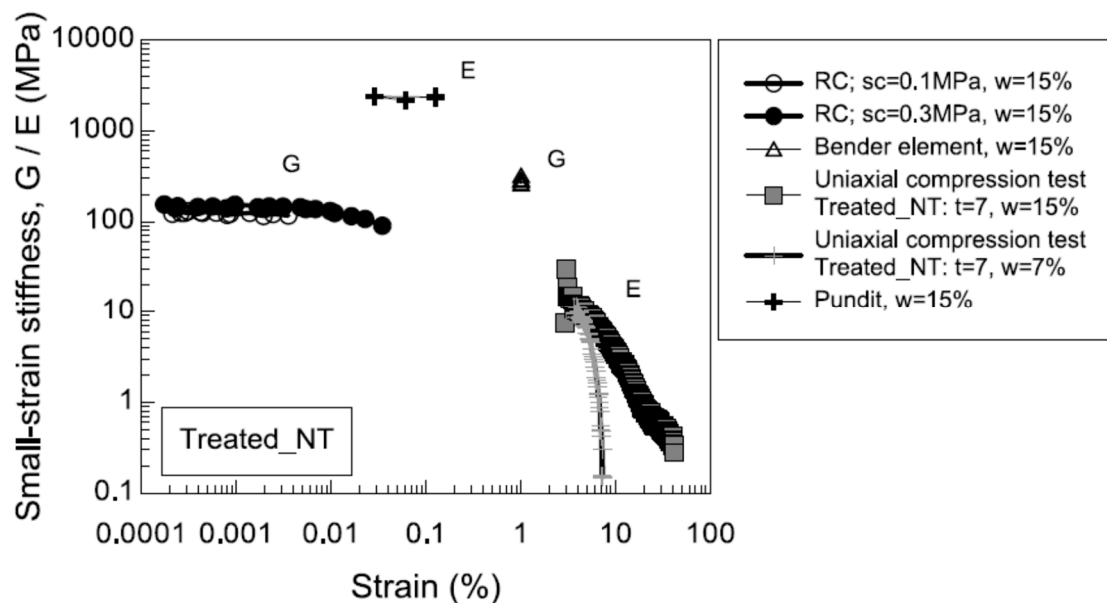 Small-strain stiffness, G / E (MPa)
10000
1000
100
10
1
0.1
E
G
G
E
Treated_NT
0.0001
0.001
0.01
0.1
1
10
100
Strain (%)
RC; sc=0.1MPa, w=15%
RC; sc=0.3MPa, w=15%
Bender element, w=15%
Uniaxial compression test
Treated_NT: t=7, w=15%
Uniaxial compression test
Treated_NT: t=7, w=7%
Pundit, w=15%